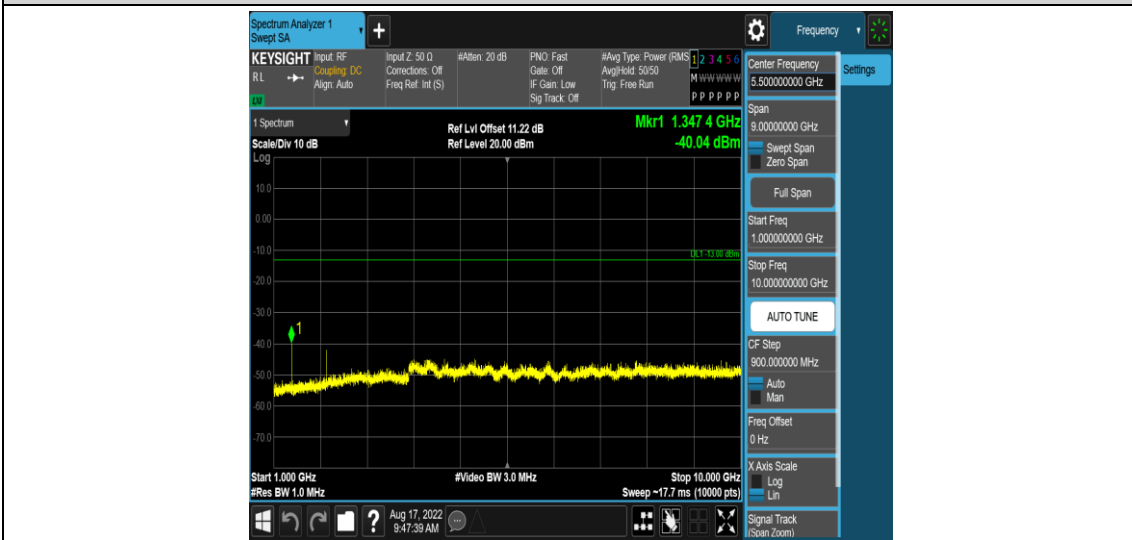 Spectrum Analyzer 1
Swept SA
+
Frequency
KEYSIGHT
RL
LXI
Input: RF
Coupling: DC
Align: Auto
Input Z: 50 Ω
Corrections: Off
Freq Ref: Int (S)
#Atten: 20 dB
PNO: Fast
Gate: Off
IF Gain: Low
Sig Track: Off
#Avg Type: Power (RMS
Avg|Hold: 50/50
Trig: Free Run
1 2 3 4 5 6
M W W W W W
P P P P P P
1 Spectrum
Scale/Div 10 dB
Log
Ref Lvl Offset 11.22 dB
Ref Level 20.00 dBm
Mkr1 1.347 4 GHz
-40.04 dBm
10.0
0.00
-10.0
DL1 -13.00 dBm
-20.0
-30.0
1
-40.0
-50.0
-60.0
-70.0
Start 1.000 GHz
#Res BW 1.0 MHz
#Video BW 3.0 MHz
Stop 10.000 GHz
Sweep ~17.7 ms (10000 pts)
?
Aug 17, 2022
9:47:39 AM
Center Frequency
5.500000000 GHz
Settings
Span
9.00000000 GHz
Swept Span
Zero Span
Full Span
Start Freq
1.000000000 GHz
Stop Freq
10.000000000 GHz
AUTO TUNE
CF Step
900.000000 MHz
Auto
Man
Freq Offset
0 Hz
X Axis Scale
Log
Lin
Signal Track
(Span Zoom)